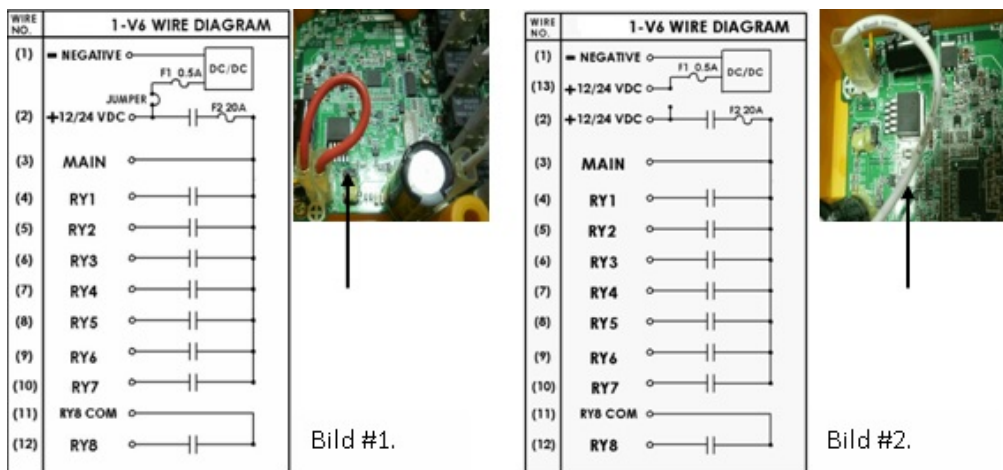 WIRE NO. 1-V6 WIRE DIAGRAM
(1) - NEGATIVE DC/DC
F1 0.5A
JUMPER
(2) +12/24 VDC F2 20A
(3) MAIN
(4) RY1
(5) RY2
(6) RY3
(7) RY4
(8) RY5
(9) RY6
(10) RY7
(11) RY8 COM
(12) RY8
Bild #1.
WIRE NO. 1-V6 WIRE DIAGRAM
(1) - NEGATIVE
F1 0.5A DC/DC
(13) +12/24 VDC
(2) +12/24 VDC F2 20A
(3) MAIN
(4) RY1
(5) RY2
(6) RY3
(7) RY4
(8) RY5
(9) RY6
(10) RY7
(11) RY8 COM
(12) RY8
Bild #2.